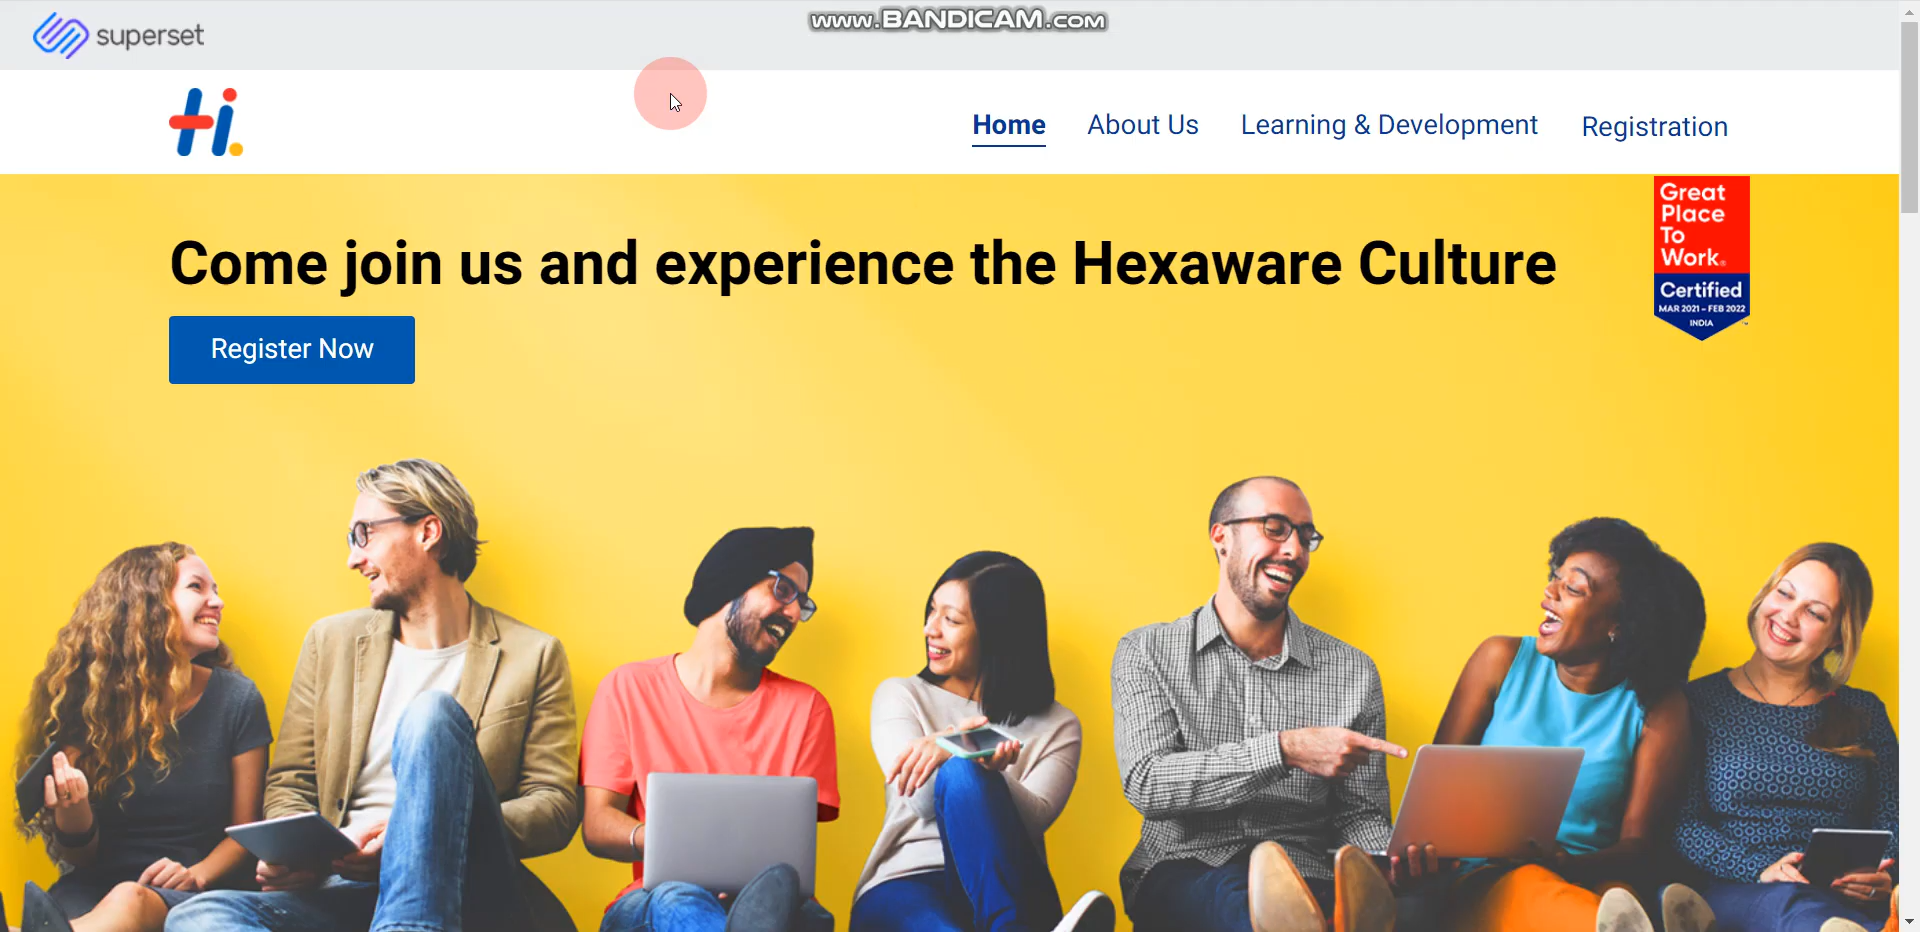 www.BANDICAM.com
superset
Hi.
Home
About Us
Learning & Development
Registration
Come join us and experience the Hexaware Culture
Register Now
Great
Place
To
Work®
Certified
MAR 2021 - FEB 2022
INDIA